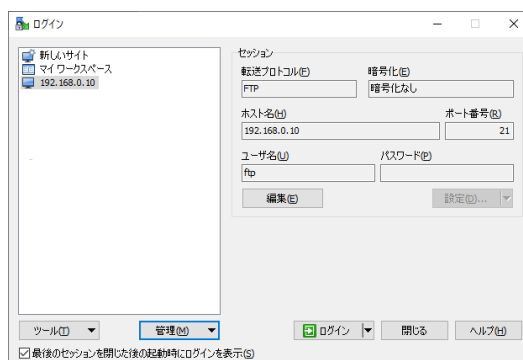 ログイン
新しいサイト
マイ ワークスペース
192.168.0.10
セッション
転送プロトコル(F) 暗号化(E)
FTP 暗号化なし
ホスト名(H) ポート番号(R)
192.168.0.10 21
ユーザ名(U) パスワード(P)
ftp
編集(E) 設定(D)...
ツール(T) 管理(M) ログイン 閉じる ヘルプ(H)
最後のセッションを閉じた後の起動時にログインを表示(S)